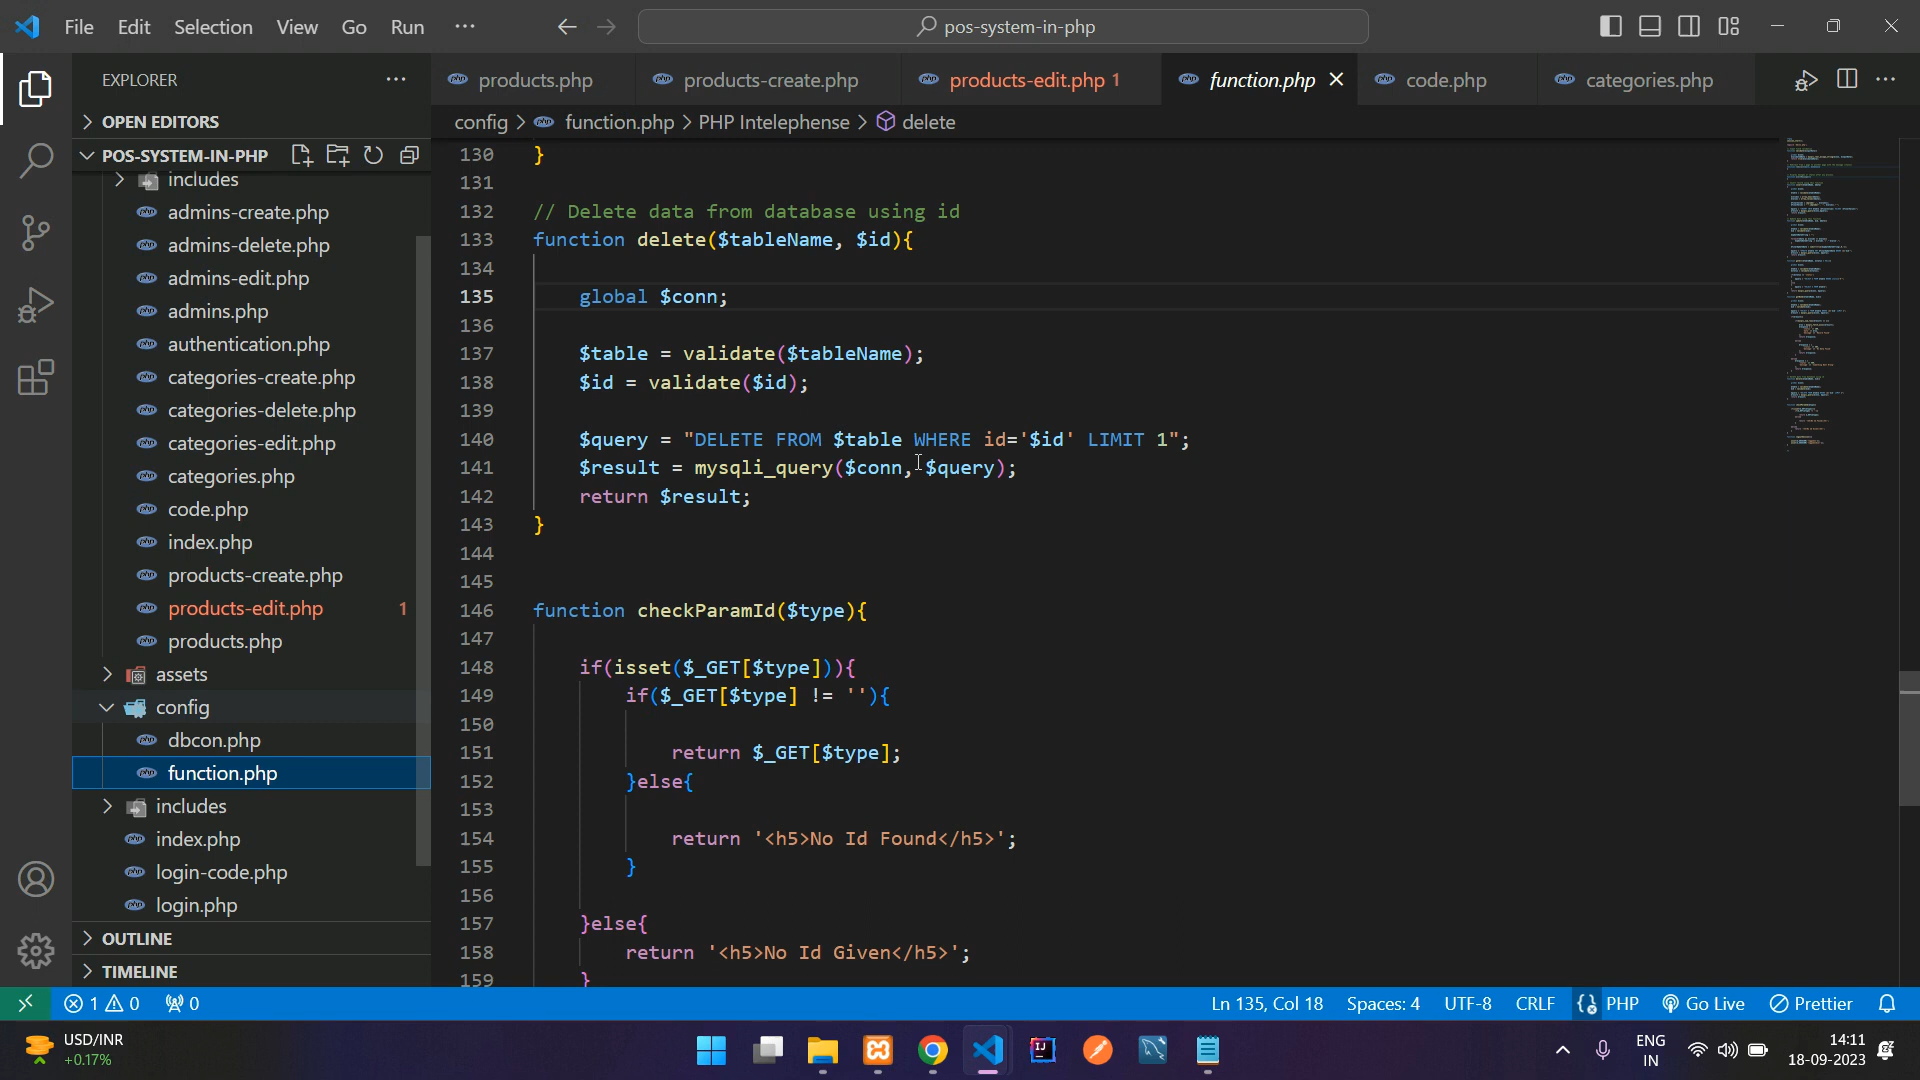 File Edit Selection View Go Run ···
pos-system-in-php
EXPLORER
products.php products-create.php products-edit.php 1 function.php code.php categories.php
OPEN EDITORS
config > function.php > PHP Intelephense > delete
POS-SYSTEM-IN-PHP
includes
admins-create.php
admins-delete.php
admins-edit.php
admins.php
authentication.php
categories-create.php
categories-delete.php
categories-edit.php
categories.php
code.php
index.php
products-create.php
products-edit.php 1
products.php
assets
config
dbcon.php
function.php
includes
index.php
login-code.php
login.php
OUTLINE
TIMELINE
130 }
131
132 // Delete data from database using id
133 function delete($tableName, $id){
134
135 global $conn;
136
137 $table = validate($tableName);
138 $id = validate($id);
139
140 $query = "DELETE FROM $table WHERE id='$id' LIMIT 1";
141 $result = mysqli_query($conn, $query);
142 return $result;
143 }
144
145
146 function checkParamId($type){
147
148 if(isset($_GET[$type])){
149 if($_GET[$type] != ''){
150
151 return $_GET[$type];
152 }else{
153
154 return '<h5>No Id Found</h5>';
155 }
156
157 }else{
158 return '<h5>No Id Given</h5>';
159 }
1 0 0 Ln 135, Col 18 Spaces: 4 UTF-8 CRLF PHP Go Live Prettier
USD/INR
+0.17%
ENG
IN
14:11
18-09-2023